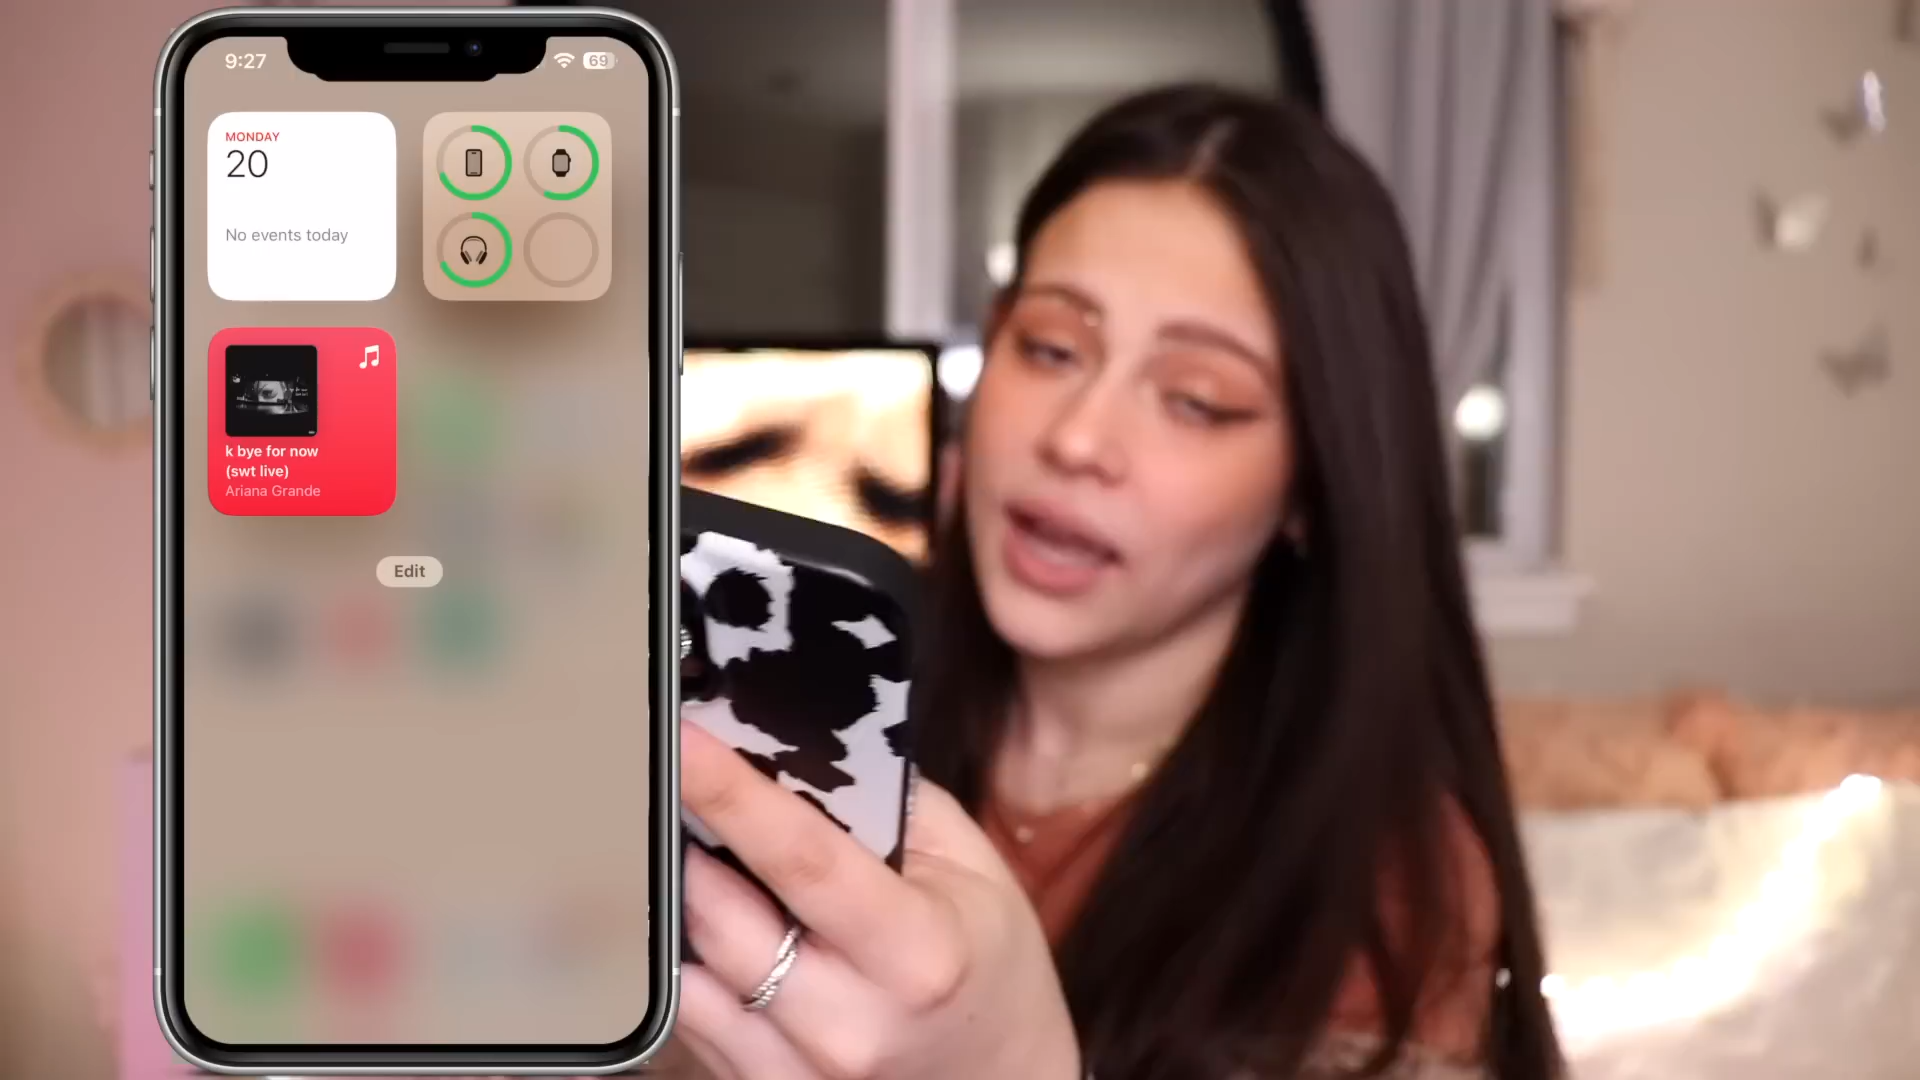 9:27
69
MONDAY
20
No events today
k bye for now
(swt live)
Ariana Grande
Edit